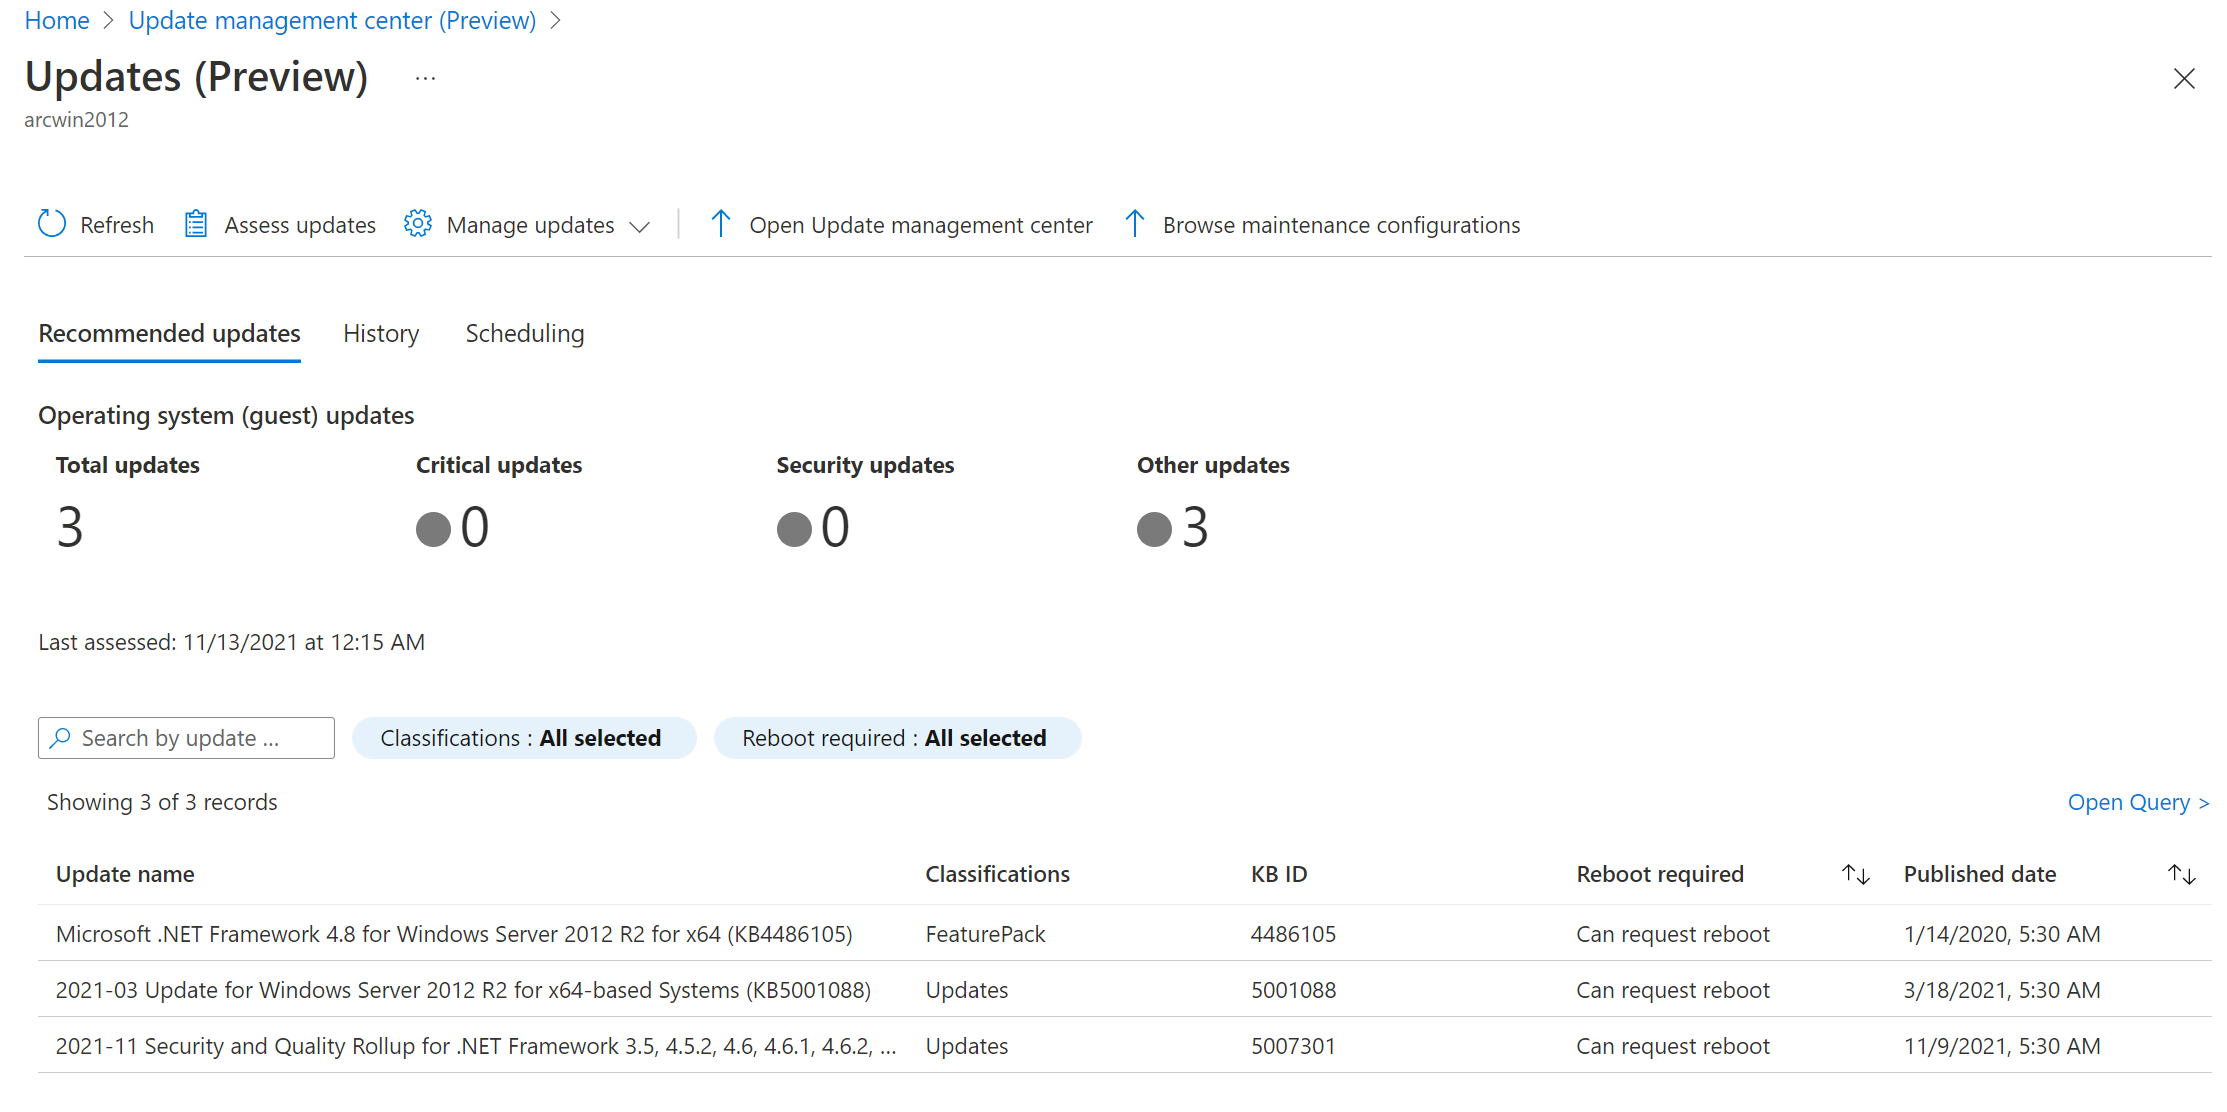 Home > Update management center (Preview) >
Updates (Preview) ...
arcwin2012
Refresh Assess updates Manage updates Open Update management center Browse maintenance configurations
Recommended updates History Scheduling
Operating system (guest) updates
Total updates Critical updates Security updates Other updates
3 0 0 3
Last assessed: 11/13/2021 at 12:15 AM
Search by update ... Classifications : All selected Reboot required : All selected
Showing 3 of 3 records Open Query >
Update name Classifications KB ID Reboot required Published date
Microsoft .NET Framework 4.8 for Windows Server 2012 R2 for x64 (KB4486105) FeaturePack 4486105 Can request reboot 1/14/2020, 5:30 AM
2021-03 Update for Windows Server 2012 R2 for x64-based Systems (KB5001088) Updates 5001088 Can request reboot 3/18/2021, 5:30 AM
2021-11 Security and Quality Rollup for .NET Framework 3.5, 4.5.2, 4.6, 4.6.1, 4.6.2, ... Updates 5007301 Can request reboot 11/9/2021, 5:30 AM